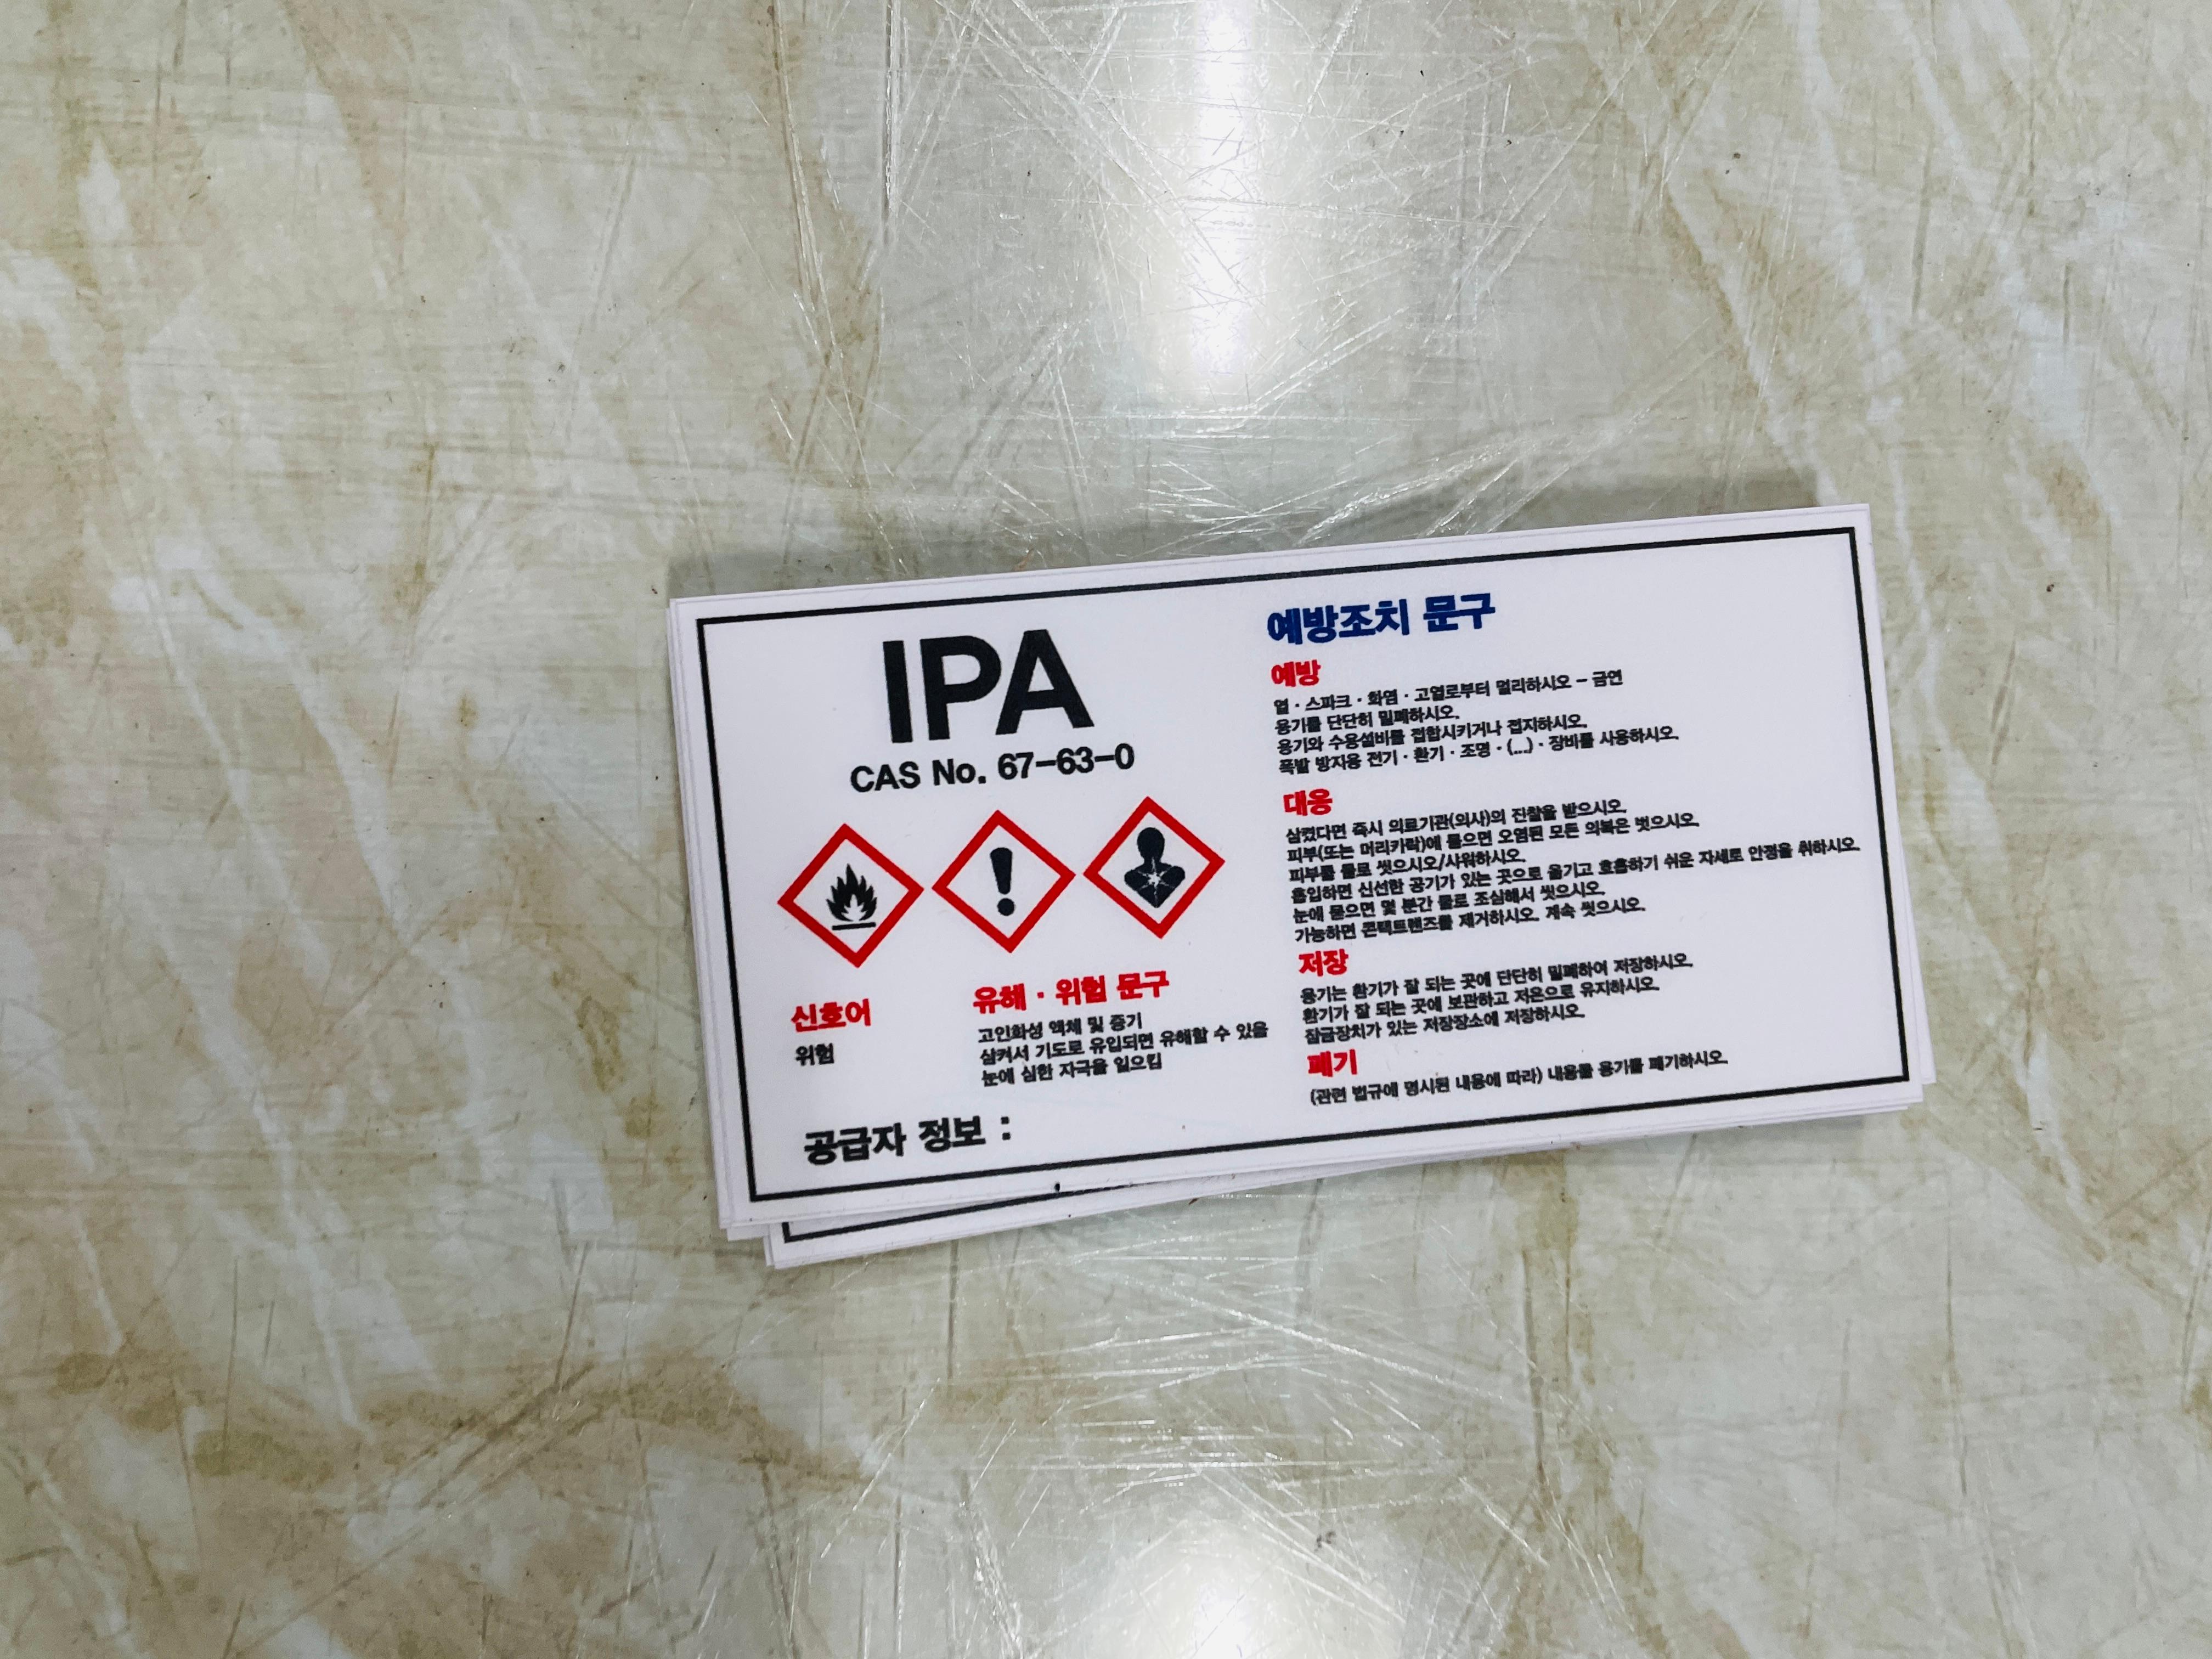 IPA
CAS No. 67-63-0
신호어
위험
유해 · 위험 문구
고인화성 액체 및 증기
삼켜서 기도로 유입되면 유해할 수 있음
눈에 심한 자극을 일으킴
공급자 정보 :
예방조치 문구
예방
열 · 스파크 · 화염 · 고열로부터 멀리하시오 - 금연
용기를 단단히 밀폐하시오.
용기와 수용설비를 접합시키거나 접지하시오.
폭발 방지용 전기 · 환기 · 조명 · (...) · 장비를 사용하시오.
대응
삼켰다면 즉시 의료기관(의사)의 진찰을 받으시오.
피부(또는 머리카락)에 묻으면 오염된 모든 의복은 벗으시오.
피부를 물로 씻으시오/샤워하시오.
흡입하면 신선한 공기가 있는 곳으로 옮기고 호흡하기 쉬운 자세로 안정을 취하시오.
눈에 묻으면 몇 분간 물로 조심해서 씻으시오.
가능하면 콘택트렌즈를 제거하시오. 계속 씻으시오.
저장
용기는 환기가 잘 되는 곳에 단단히 밀폐하여 저장하시오.
환기가 잘 되는 곳에 보관하고 저온으로 유지하시오.
잠금장치가 있는 저장장소에 저장하시오.
폐기
(관련 법규에 명시된 내용에 따라) 내용물 용기를 폐기하시오.